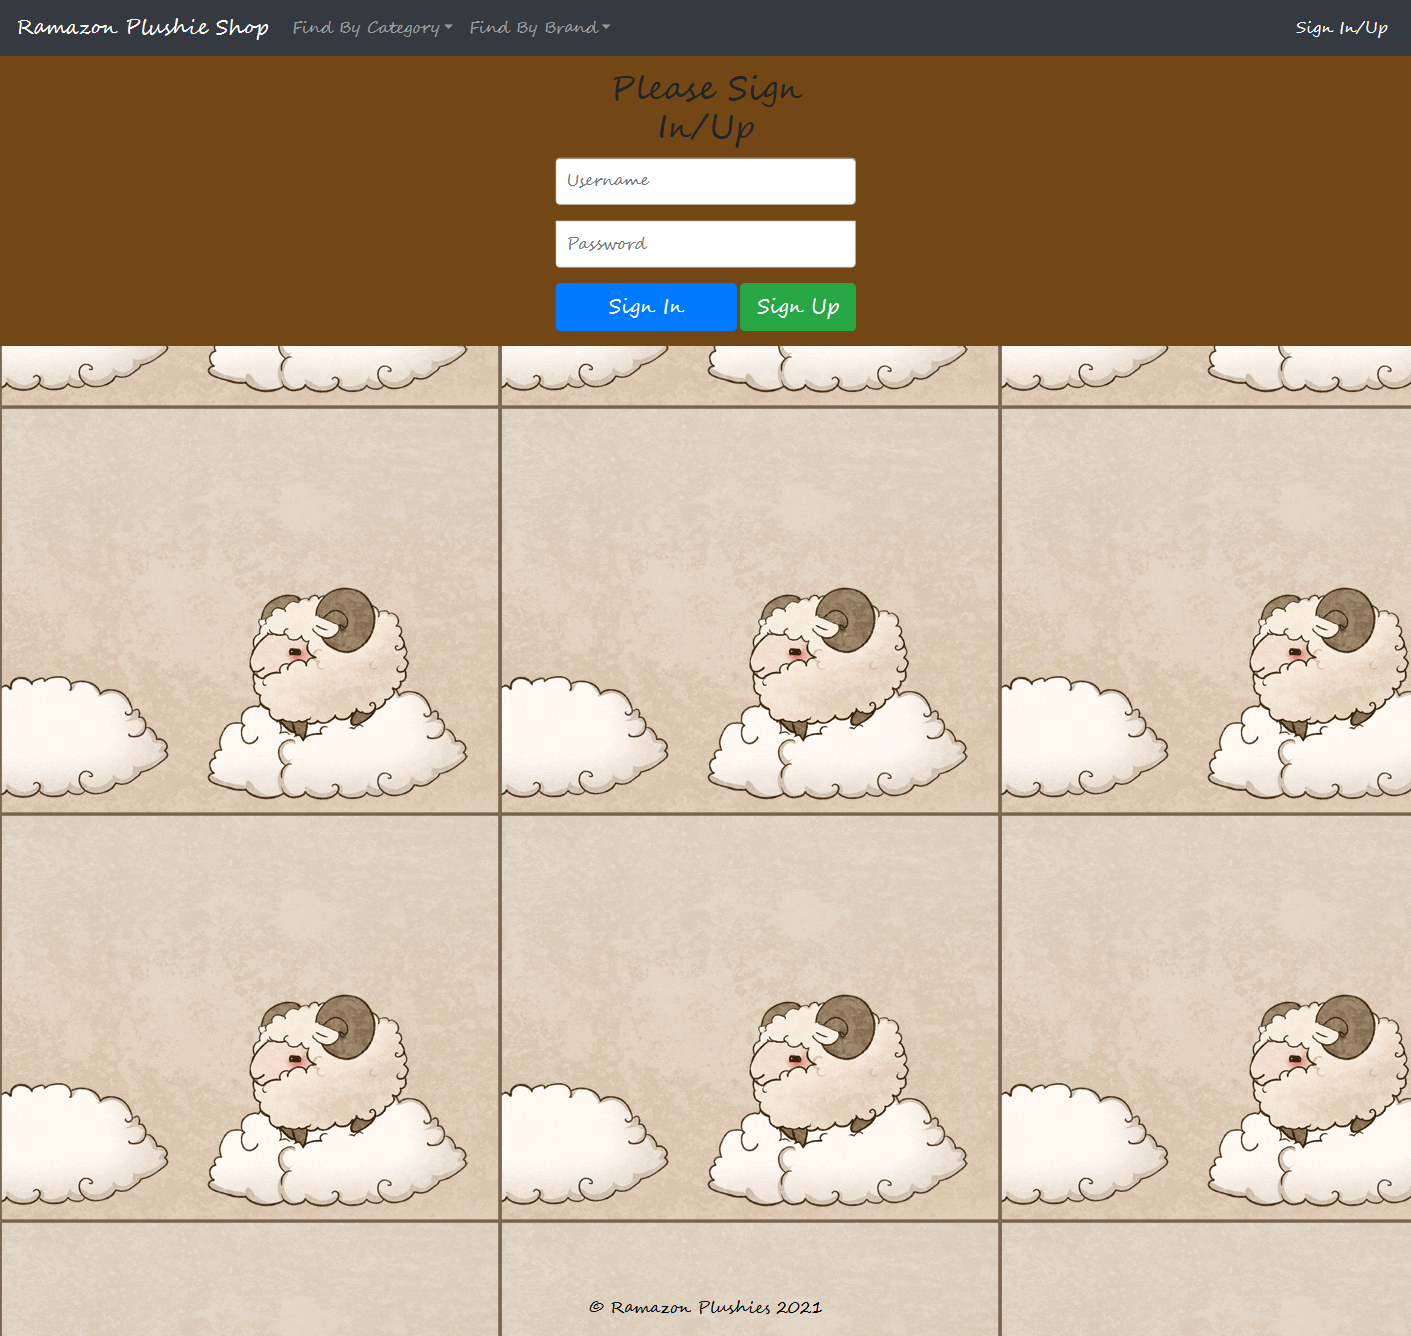 Ramazon Plushie Shop Find By Category Find By Brand Sign In/Up
Please Sign
In/Up
Username
Password
Sign In Sign Up
© Ramazon Plushies 2021